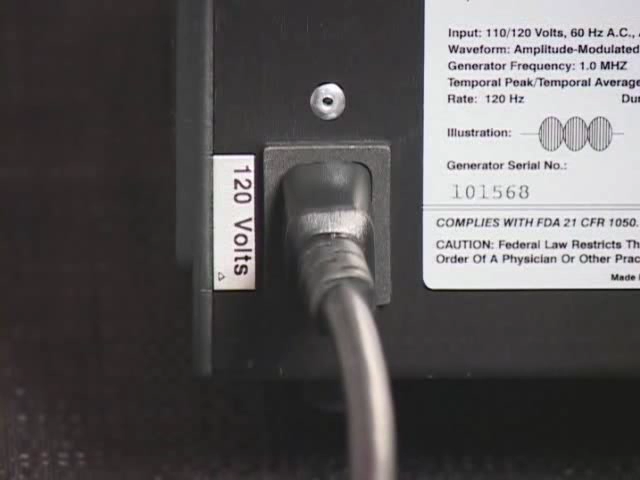 120 Volts
Input: 110/120 Volts, 60 Hz A.C.,
Waveform: Amplitude-Modulated
Generator Frequency: 1.0 MHZ
Temporal Peak/Temporal Average
Rate: 120 Hz
Illustration:
Generator Serial No.:
101568
COMPLIES WITH FDA 21 CFR 1050.
CAUTION: Federal Law Restricts
Order Of A Physician Or Other
Made